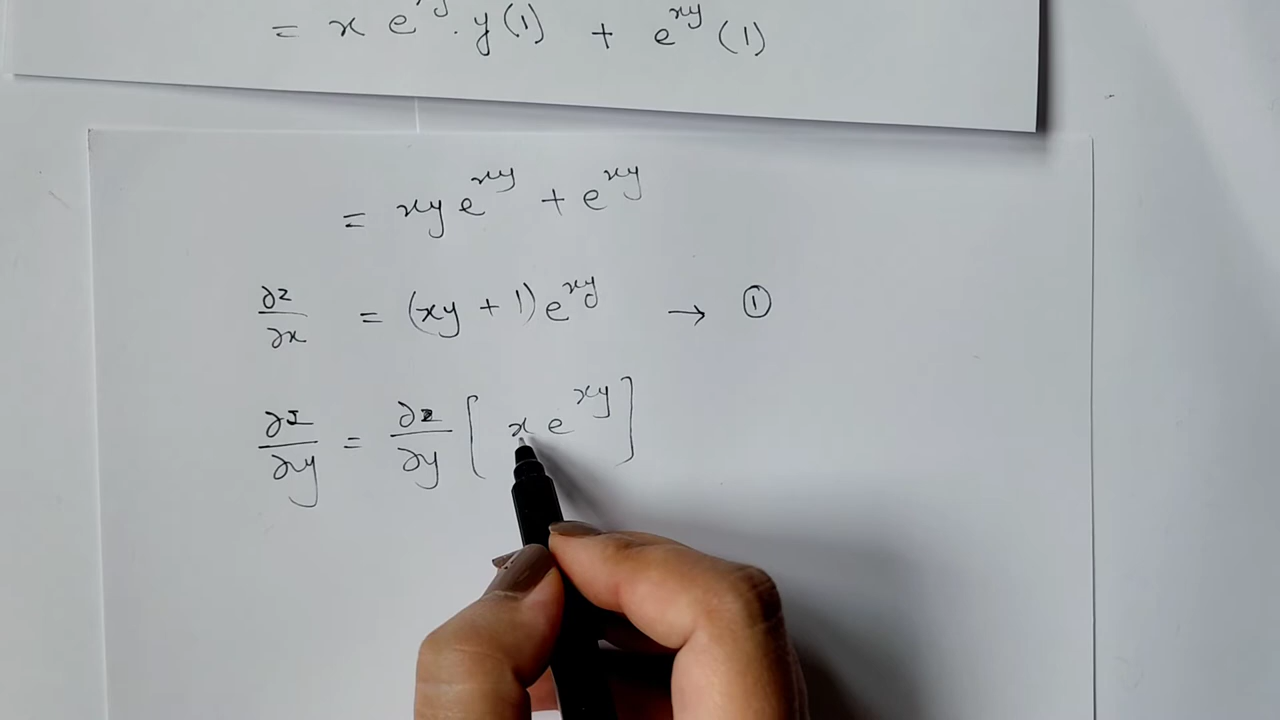 = x e^{xy} . y(1) + e^{xy} (1)
= xy e^{xy} + e^{xy}
∂z/∂x = (xy + 1) e^{xy} → ①
∂z/∂y = ∂z/∂y [ x e^{xy} ]